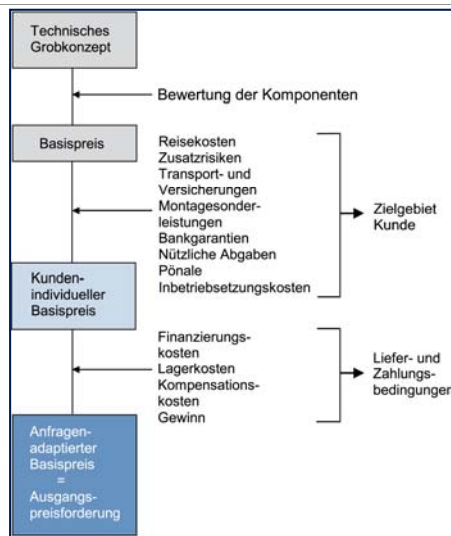 Technisches
Grobkonzept
Bewertung der Komponenten
Basispreis
Reisekosten
Zusatzrisiken
Transport- und
Versicherungen
Montagesonder-
leistungen
Bankgarantien
Nützliche Abgaben
Pönale
Inbetriebsetzungskosten
Zielgebiet
Kunde
Kunden-
individueller
Basispreis
Finanzierungs-
kosten
Lagerkosten
Kompensations-
kosten
Gewinn
Liefer- und
Zahlungs-
bedingungen
Anfragen-
adaptierter
Basispreis
=
Ausgangs-
preisforderung